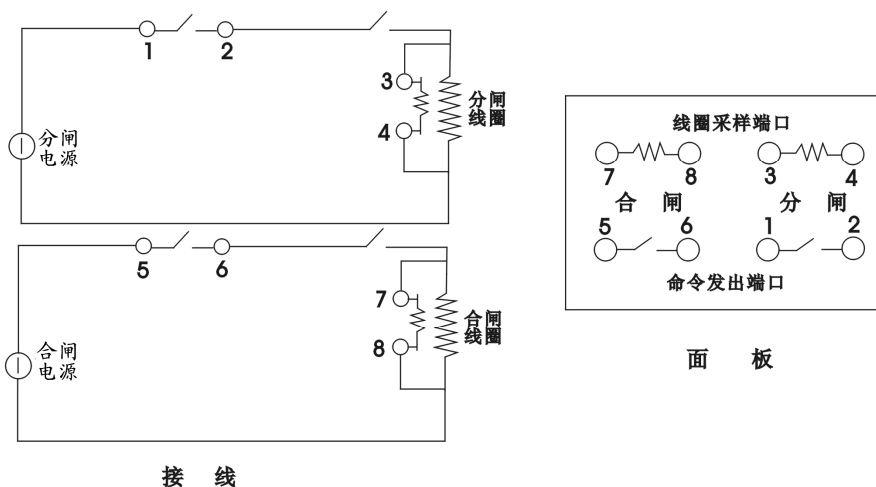 1 2
3
分闸
线圈
4
分闸
电源
5 6
7
合闸
线圈
8
合闸
电源
接 线
线圈采样端口
7 8 3 4
合 闸 分 闸
5 6 1 2
命令发出端口
面 板